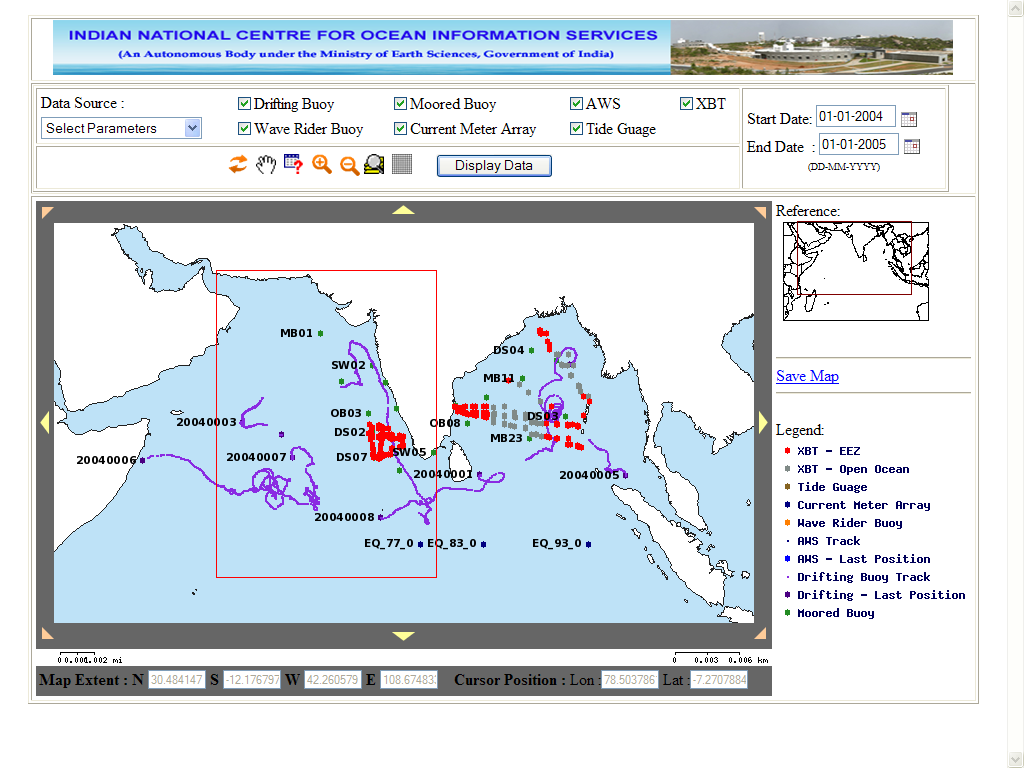 INDIAN NATIONAL CENTRE FOR OCEAN INFORMATION SERVICES
(An Autonomous Body under the Ministry of Earth Sciences, Government of India)
Data Source :
Drifting Buoy
Moored Buoy
AWS
XBT
Select Parameters
Wave Rider Buoy
Current Meter Array
Tide Guage
Start Date: 01-01-2004
End Date : 01-01-2005
(DD-MM-YYYY)
Display Data
Reference:
MB01
DS04
SW02
MB11
OB03
DS03
20040003
OB08
DS02
MB23
SW05
20040006
20040007
DS07
20040001
20040005
20040008
EQ_77_0
EQ_83_0
EQ_93_0
Save Map
Legend:
XBT - EEZ
XBT - Open Ocean
Tide Guage
Current Meter Array
Wave Rider Buoy
AWS Track
AWS - Last Position
Drifting Buoy Track
Drifting - Last Position
Moored Buoy
0 0.001.002 mi
0 0.003 0.006 km
Map Extent : N 30.484147 S -12.176797 W 42.260579 E 108.674833 Cursor Position : Lon : 78.503786 Lat : -7.2707884